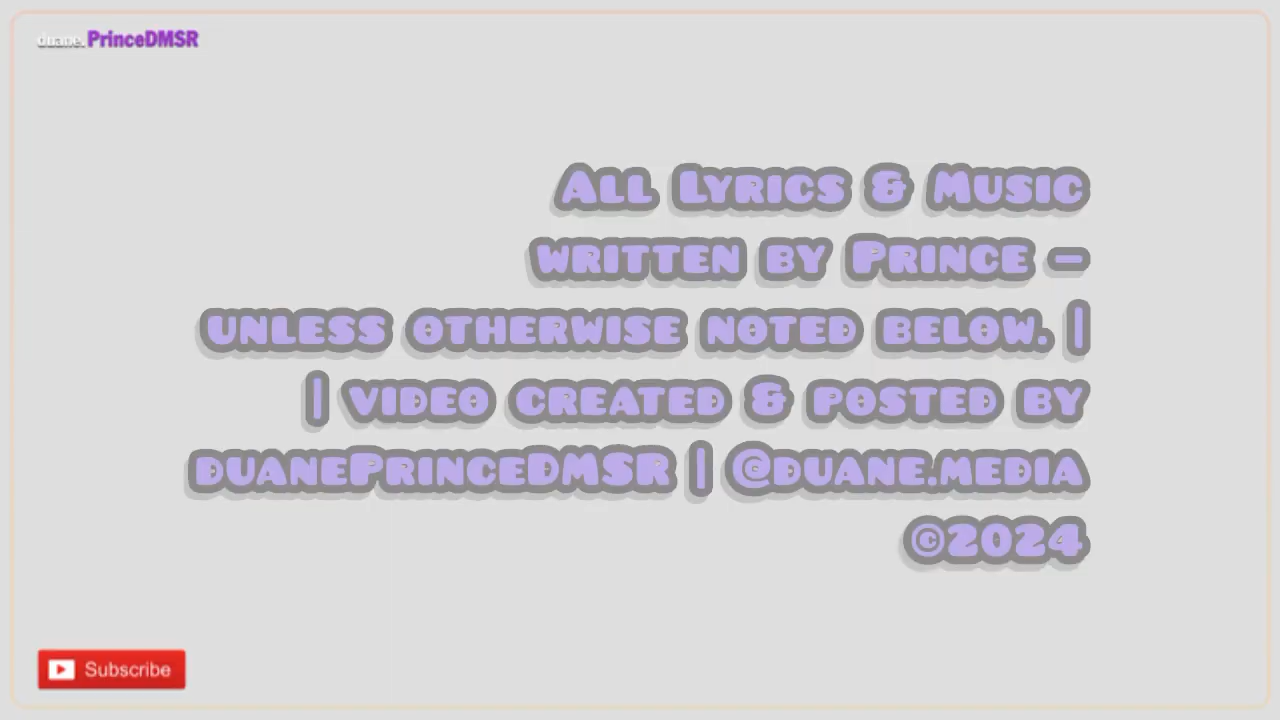 duane.PrinceDMSR
All Lyrics & Music
written by Prince –
unless otherwise noted below. |
| video created & posted by
duanePrinceDMSR | @duane.media
©2024
Subscribe